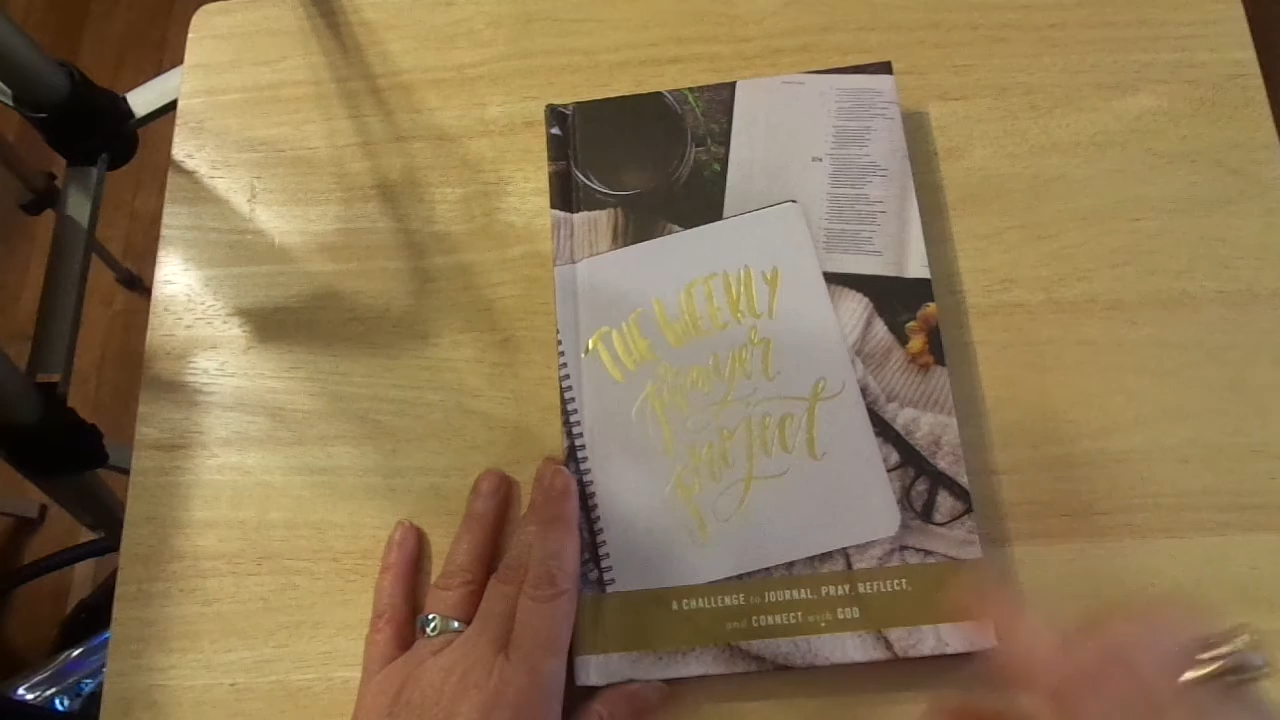 THE WEEKLY
prayer
project
A CHALLENGE to JOURNAL, PRAY, REFLECT,
and CONNECT with GOD